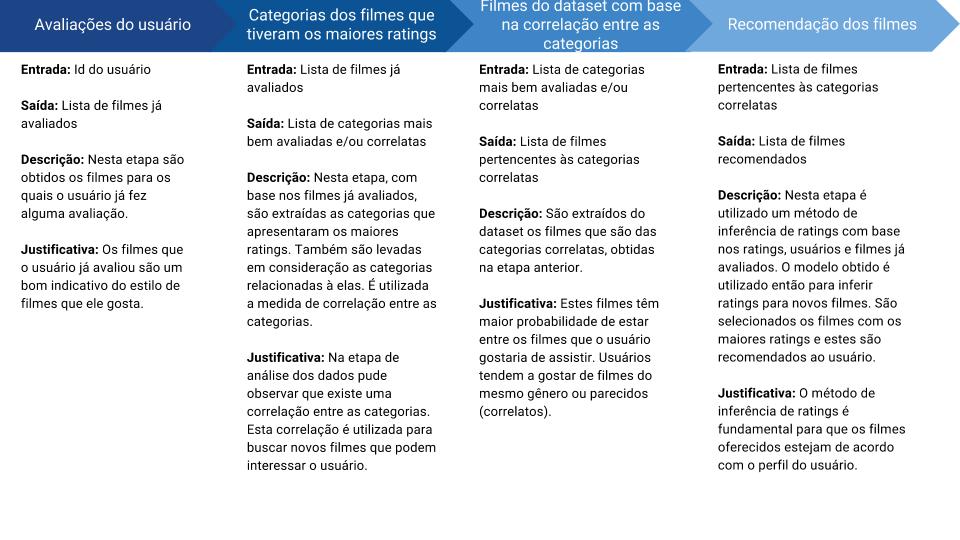 Avaliações do usuário
Entrada: Id do usuário
Saída: Lista de filmes já
avaliados
Descrição: Nesta etapa são
obtidos os filmes para os
quais o usuário já fez
alguma avaliação.
Justificativa: Os filmes que
o usuário já avaliou são um
bom indicativo do estilo de
filmes que ele gosta.
Categorias dos filmes que
tiveram os maiores ratings
Entrada: Lista de filmes já
avaliados
Saída: Lista de categorias mais
bem avaliadas e/ou correlatas
Descrição: Nesta etapa, com
base nos filmes já avaliados,
são extraídas as categorias que
apresentaram os maiores
ratings. Também são levadas
em consideração as categorias
relacionadas à elas. É utilizada
a medida de correlação entre as
categorias.
Justificativa: Na etapa de
análise dos dados pude
observar que existe uma
correlação entre as categorias.
Esta correlação é utilizada para
buscar novos filmes que podem
interessar o usuário.
Filmes do dataset com base
na correlação entre as
categorias
Entrada: Lista de categorias
mais bem avaliadas e/ou
correlatas
Saída: Lista de filmes
pertencentes às categorias
correlatas
Descrição: São extraídos do
dataset os filmes que são das
categorias correlatas, obtidas
na etapa anterior.
Justificativa: Estes filmes têm
maior probabilidade de estar
entre os filmes que o usuário
gostaria de assistir. Usuários
tendem a gostar de filmes do
mesmo gênero ou parecidos
(correlatos).
Recomendação dos filmes
Entrada: Lista de filmes
pertencentes às categorias
correlatas
Saída: Lista de filmes
recomendados
Descrição: Nesta etapa é
utilizado um método de
inferência de ratings com base
nos ratings, usuários e filmes já
avaliados. O modelo obtido é
utilizado então para inferir
ratings para novos filmes. São
selecionados os filmes com os
maiores ratings e estes são
recomendados ao usuário.
Justificativa: O método de
inferência de ratings é
fundamental para que os filmes
oferecidos estejam de acordo
com o perfil do usuário.